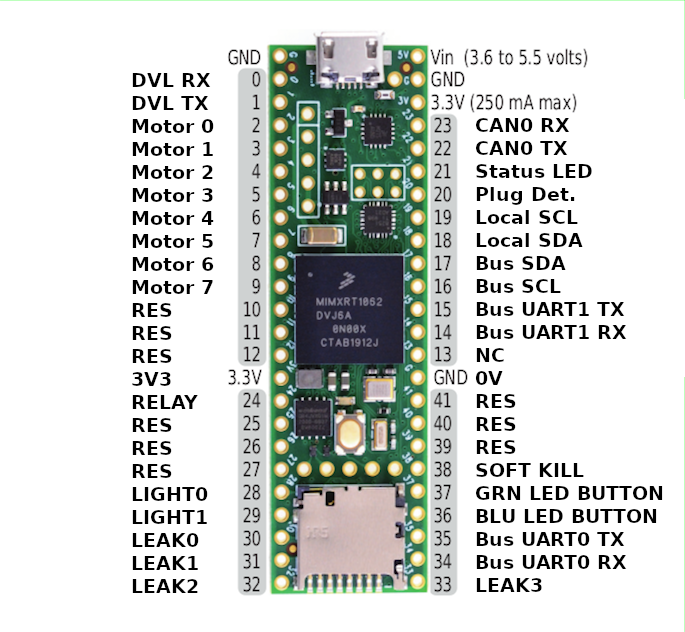 GND Vin (3.6 to 5.5 volts)
DVL RX 0 GND
DVL TX 1 3.3V (250 mA max)
Motor 0 2 23 CAN0 RX
Motor 1 3 22 CAN0 TX
Motor 2 4 21 Status LED
Motor 3 5 20 Plug Det.
Motor 4 6 19 Local SCL
Motor 5 7 18 Local SDA
Motor 6 8 17 Bus SDA
Motor 7 9 16 Bus SCL
RES 10 15 Bus UART1 TX
RES 11 14 Bus UART1 RX
RES 12 13 NC
3V3 3.3V GND 0V
RELAY 24 41 RES
RES 25 40 RES
RES 26 39 RES
RES 27 38 SOFT KILL
LIGHT0 28 37 GRN LED BUTTON
LIGHT1 29 36 BLU LED BUTTON
LEAK0 30 35 Bus UART0 TX
LEAK1 31 34 Bus UART0 RX
LEAK2 32 33 LEAK3
5V
3V
MIMXRT1062
DVJ6A
0N00X
CTAB1912J